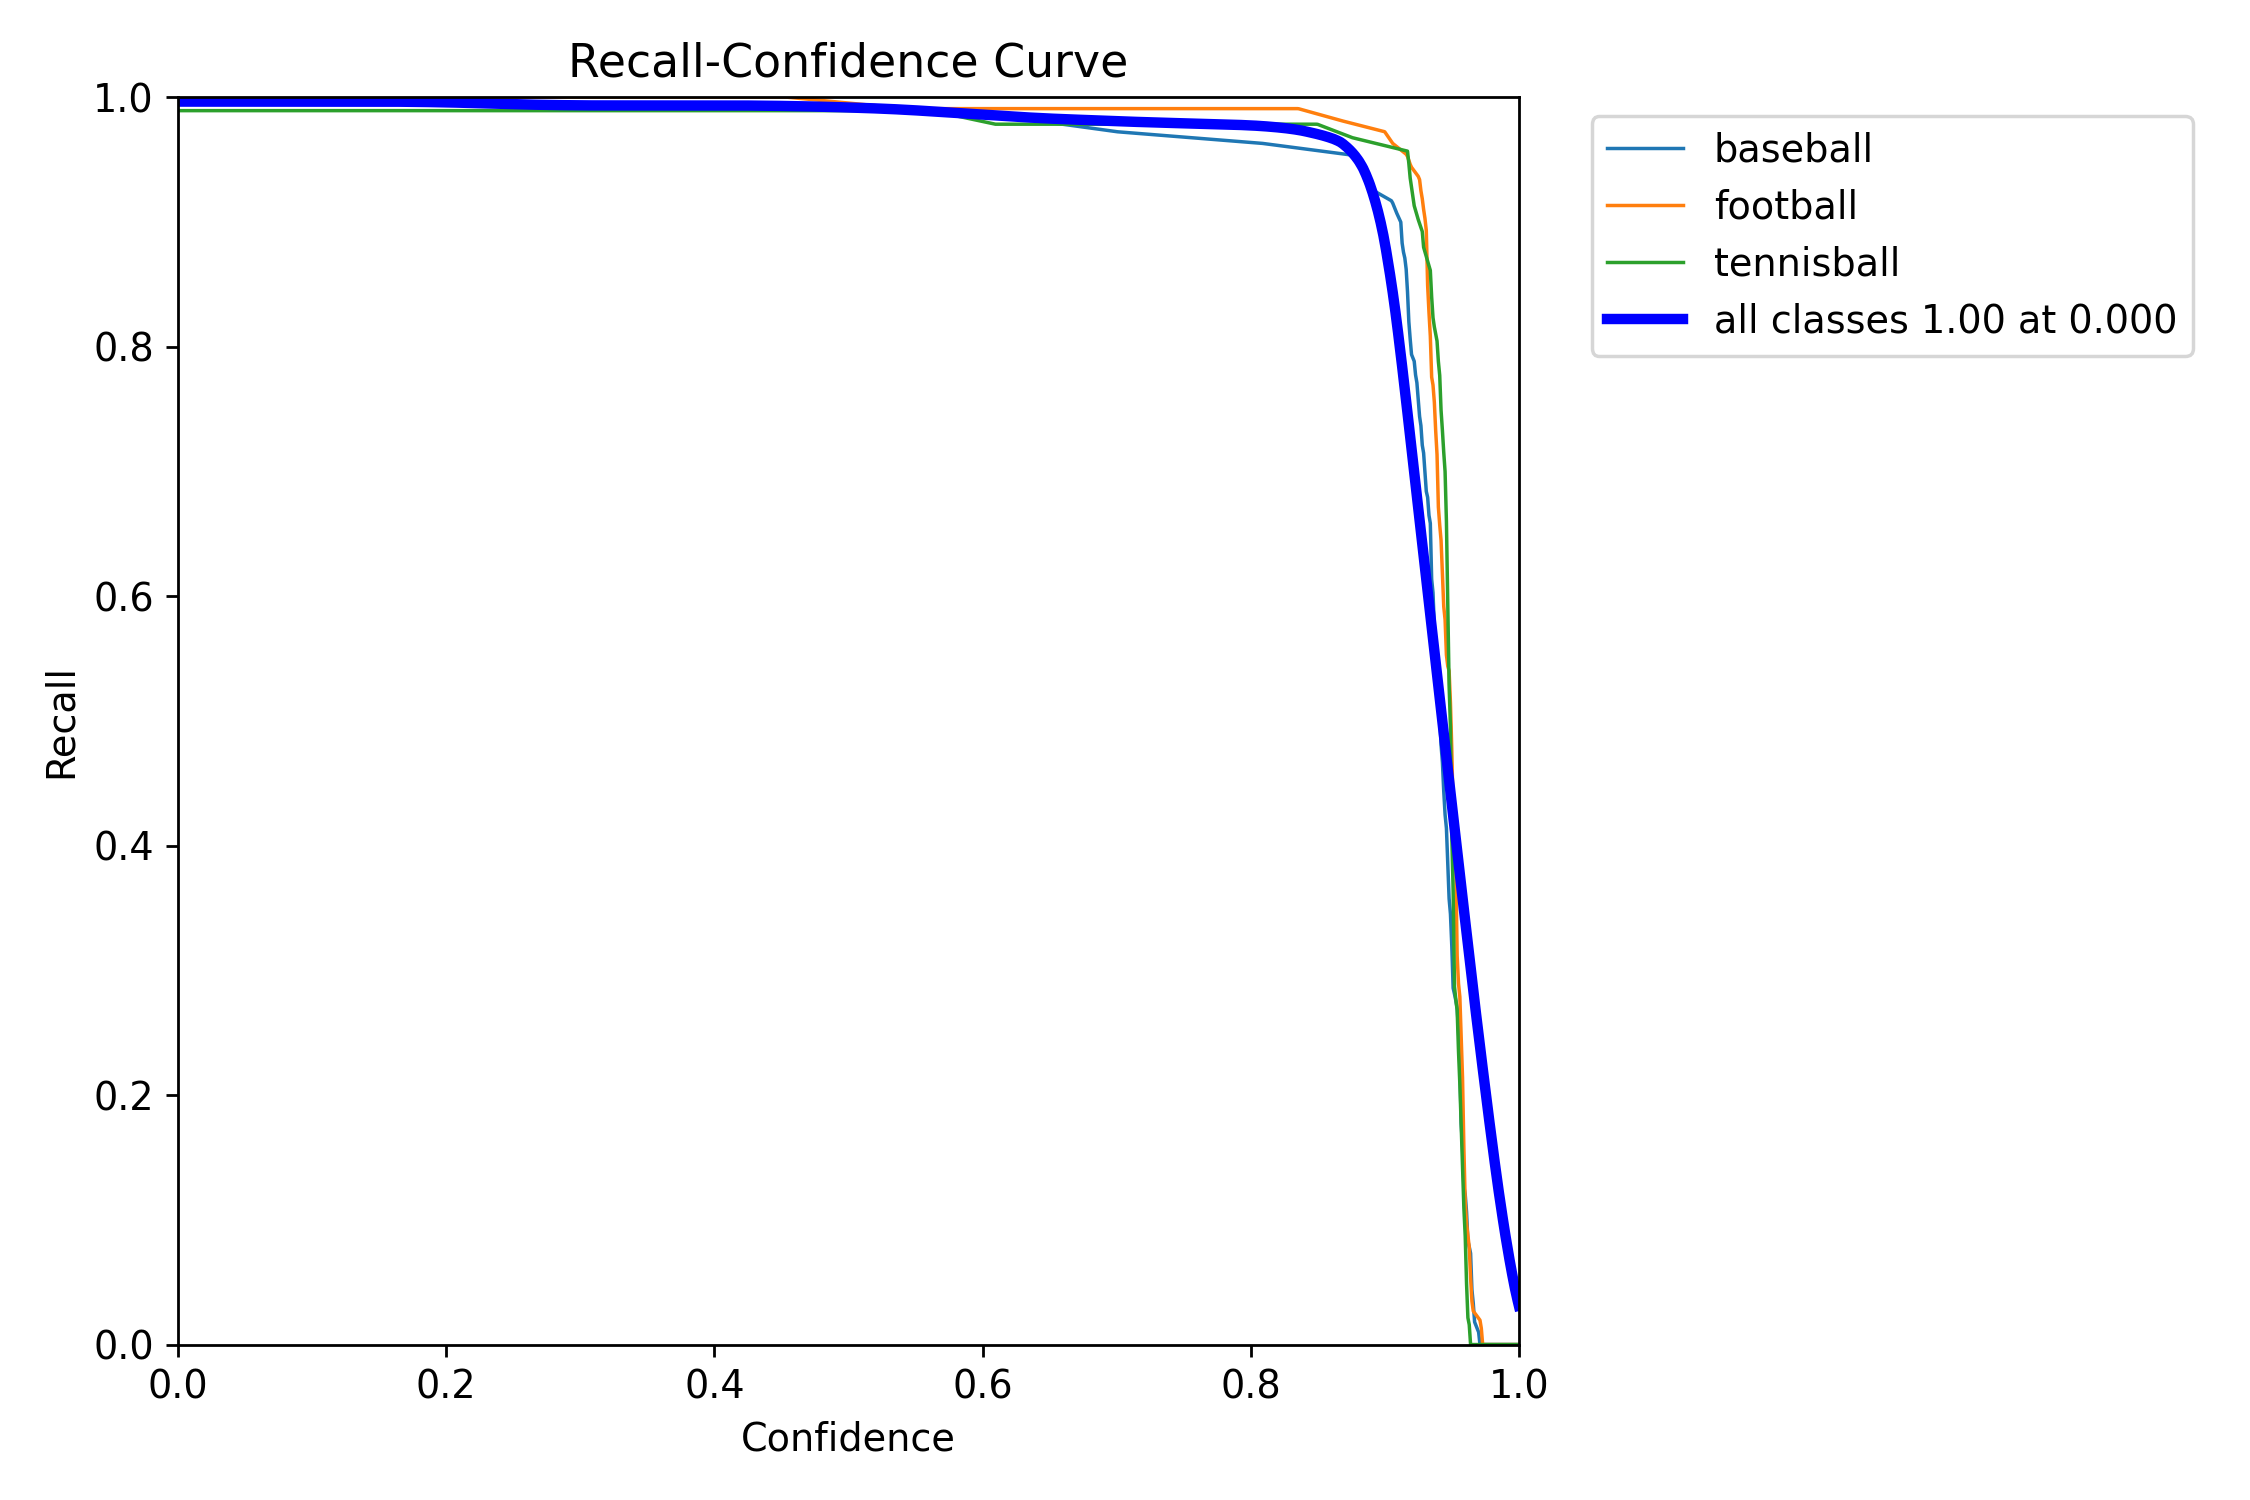 Recall-Confidence Curve
1.0
0.8
0.6
0.4
0.2
0.0
Recall
0.0 0.2 0.4 0.6 0.8 1.0
Confidence
baseball
football
tennisball
all classes 1.00 at 0.000